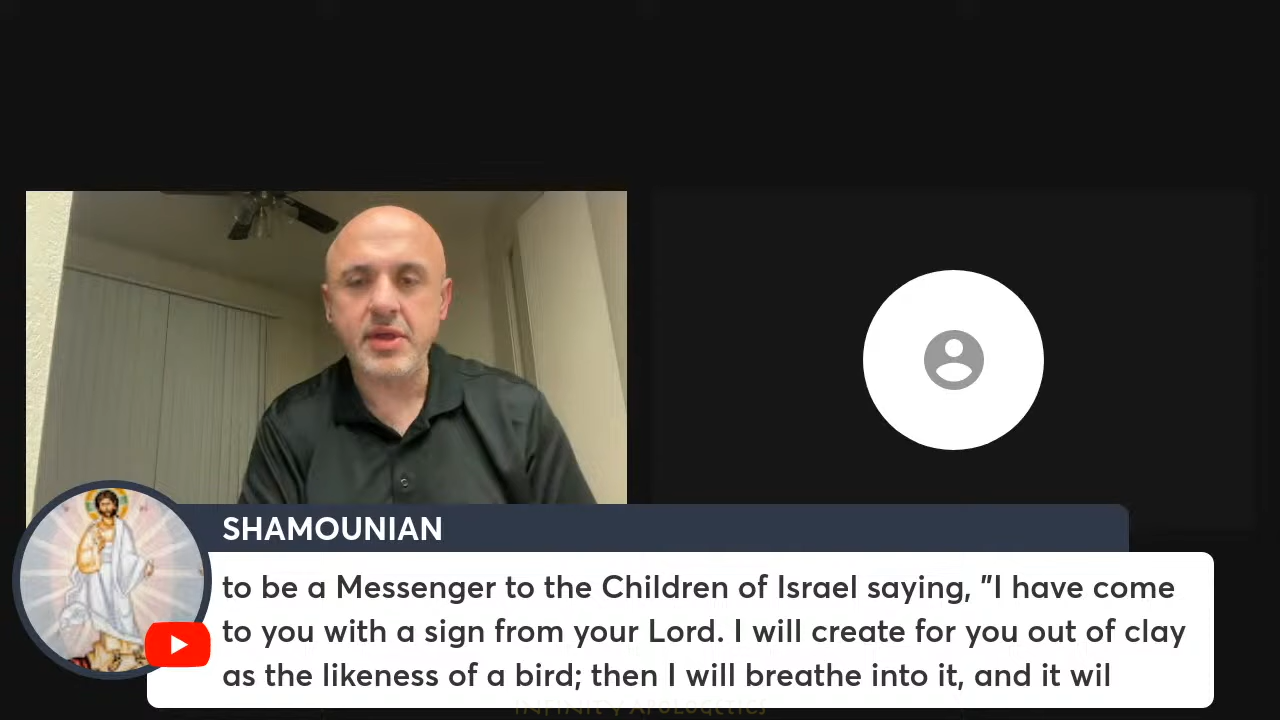 SHAMOUNIAN
to be a Messenger to the Children of Israel saying, "I have come
to you with a sign from your Lord. I will create for you out of clay
as the likeness of a bird; then I will breathe into it, and it wil
INFINITY APOLOGETICS